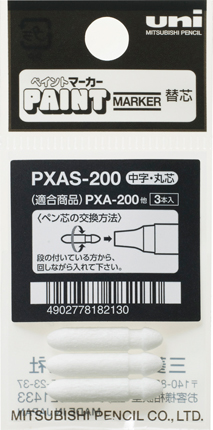 uni
MITSUBISHI PENCIL
ペイントマーカー
PAINT MARKER 替芯
PXAS-200 中字・丸芯
〈適合商品〉PXA-200他 3本入
〈ペン芯の交換方法〉
段の付いている方から、
回しながら入れて下さい。
4902778182130
MITSUBISHI PENCIL CO., LTD.